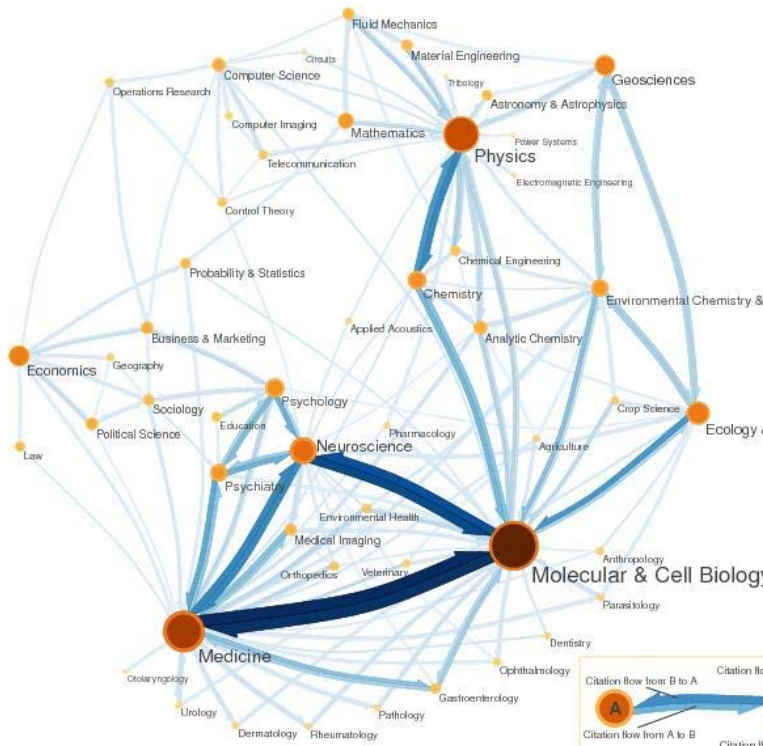 Fluid Mechanics
Circuits
Material Engineering
Computer Science
Tribology
Geosciences
Operations Research
Astronomy & Astrophysics
Computer Imaging
Mathematics
Physics
Power Systems
Telecommunication
Electromagnetic Engineering
Control Theory
Chemical Engineering
Probability & Statistics
Chemistry
Environmental Chemistry &
Applied Acoustics
Analytic Chemistry
Business & Marketing
Economics
Geography
Psychology
Sociology
Crop Science
Education
Political Science
Pharmacology
Ecology &
Neuroscience
Agriculture
Law
Psychiatry
Environmental Health
Medical Imaging
Anthropology
Orthopedics
Veterinary
Molecular & Cell Biology
Parasitology
Dentistry
Medicine
Ophthalmology
Otolaryngology
Gastroenterology
Urology
Pathology
Dermatology
Rheumatology
Citation flow
Citation flow from B to A
A
Citation flow from A to B
Citation fl